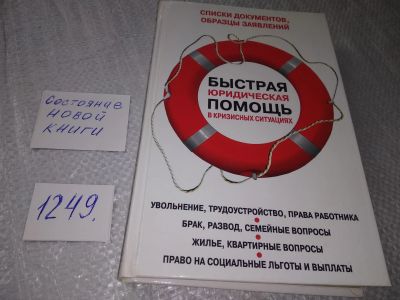 СПИСКИ ДОКУМЕНТОВ,
ОБРАЗЦЫ ЗАЯВЛЕНИЙ
БЫСТРАЯ
ЮРИДИЧЕСКАЯ
ПОМОЩЬ
В КРИЗИСНЫХ СИТУАЦИЯХ
УВОЛЬНЕНИЕ, ТРУДОУСТРОЙСТВО, ПРАВА РАБОТНИКА
БРАК, РАЗВОД, СЕМЕЙНЫЕ ВОПРОСЫ
ЖИЛЬЕ, КВАРТИРНЫЕ ВОПРОСЫ
ПРАВО НА СОЦИАЛЬНЫЕ ЛЬГОТЫ И ВЫПЛАТЫ
СОСТОЯНИЕ
НОВОЙ
КНИГИ
1249.